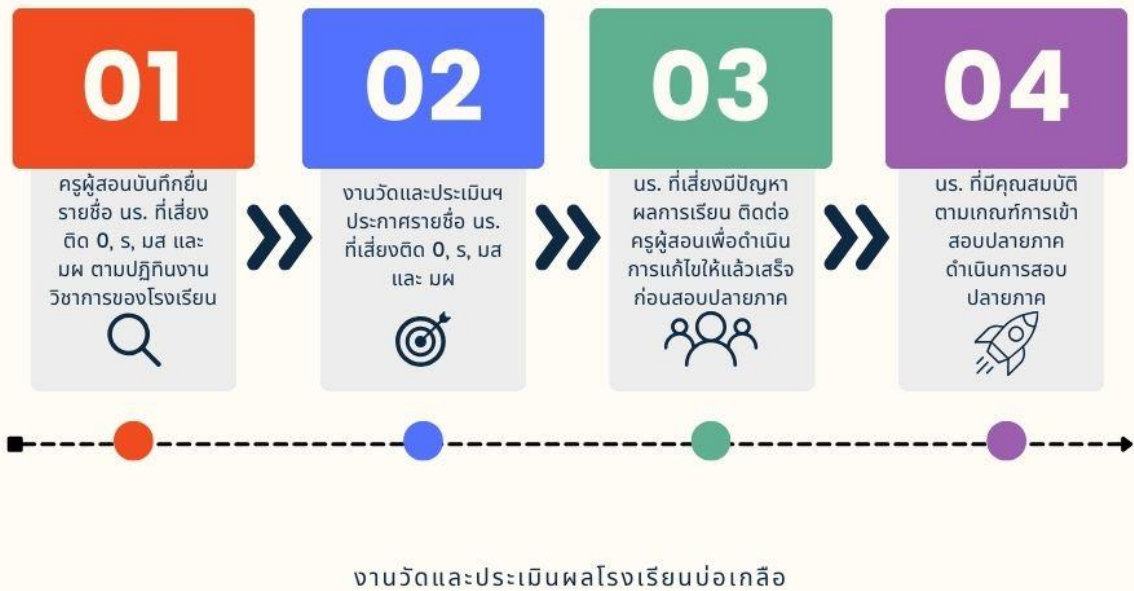 01
ครูผู้สอนบันทึกยื่น
รายชื่อ นร. ที่เสี่ยง
ติด 0, ร, มส และ
มผ ตามปฎิทินงาน
วิชาการของโรงเรียน
02
งานวัดและประเมินฯ
ประกาศรายชื่อ นร.
ที่เสี่ยงติด 0, ร, มส
และ มผ
03
นร. ที่เสี่ยงมีปัญหา
ผลการเรียน ติดต่อ
ครูผู้สอนเพื่อดำเนิน
การแก้ไขให้แล้วเสร็จ
ก่อนสอบปลายภาค
04
นร. ที่มีคุณสมบัติ
ตามเกณฑ์การเข้า
สอบปลายภาค
ดำเนินการสอบ
ปลายภาค
งานวัดและประเมินผลโรงเรียนบ่อเกลือ